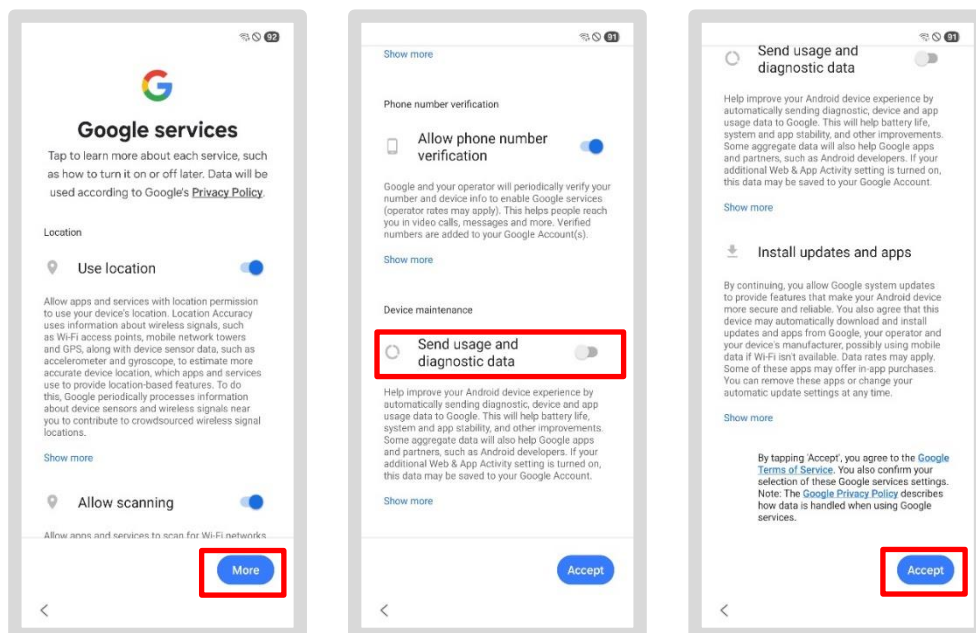 92
Google services
Tap to learn more about each service, such
as how to turn it on or off later. Data will be
used according to Google's Privacy Policy.
Location
Use location
Allow apps and services with location permission
to use your device's location. Location Accuracy
uses information about wireless signals, such
as Wi-Fi access points, mobile network towers
and GPS, along with device sensor data, such as
accelerometer and gyroscope, to estimate more
accurate device location, which apps and services
use to provide location-based features. To do
this, Google periodically processes information
about device sensors and wireless signals near
you to contribute to crowdsourced wireless signal
locations.
Show more
Allow scanning
Allow apps and services to scan for Wi-Fi networks
More
91
Show more
Phone number verification
Allow phone number
verification
Google and your operator will periodically verify your
number and device info to enable Google services
(operator rates may apply). This helps people reach
you in video calls, messages and more. Verified
numbers are added to your Google Account(s).
Show more
Device maintenance
Send usage and
diagnostic data
Help improve your Android device experience by
automatically sending diagnostic, device and app
usage data to Google. This will help battery life,
system and app stability, and other improvements.
Some aggregate data will also help Google apps
and partners, such as Android developers. If your
additional Web & App Activity setting is turned on,
this data may be saved to your Google Account.
Show more
Accept
91
Send usage and
diagnostic data
Help improve your Android device experience by
automatically sending diagnostic, device and app
usage data to Google. This will help battery life,
system and app stability, and other improvements.
Some aggregate data will also help Google apps
and partners, such as Android developers. If your
additional Web & App Activity setting is turned on,
this data may be saved to your Google Account.
Show more
Install updates and apps
By continuing, you allow Google system updates
to provide features that make your Android device
more secure and reliable. You also agree that this
device may automatically download and install
updates and apps from Google, your operator and
your device's manufacturer, possibly using mobile
data if Wi-Fi isn't available. Data rates may apply.
Some of these apps may offer in-app purchases.
You can remove these apps or change your
automatic update settings at any time.
Show more
By tapping 'Accept', you agree to the Google
Terms of Service. You also confirm your
selection of these Google services settings.
Note: The Google Privacy Policy describes
how data is handled when using Google
services.
Accept